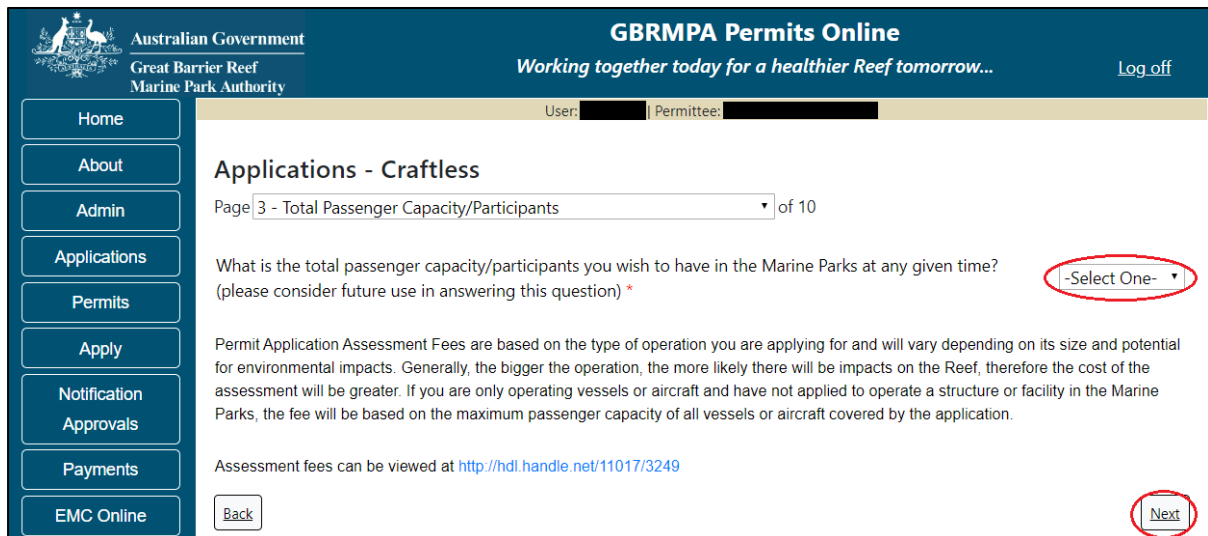 Australian Government
Great Barrier Reef
Marine Park Authority
GBRMPA Permits Online
Working together today for a healthier Reef tomorrow...
Log off
User: | Permittee:
Home
About
Admin
Applications
Permits
Apply
Notification
Approvals
Payments
EMC Online
Applications - Craftless
Page 3 - Total Passenger Capacity/Participants of 10
What is the total passenger capacity/participants you wish to have in the Marine Parks at any given time?
(please consider future use in answering this question) *
-Select One-
Permit Application Assessment Fees are based on the type of operation you are applying for and will vary depending on its size and potential
for environmental impacts. Generally, the bigger the operation, the more likely there will be impacts on the Reef, therefore the cost of the
assessment will be greater. If you are only operating vessels or aircraft and have not applied to operate a structure or facility in the Marine
Parks, the fee will be based on the maximum passenger capacity of all vessels or aircraft covered by the application.
Assessment fees can be viewed at http://hdl.handle.net/11017/3249
Back
Next